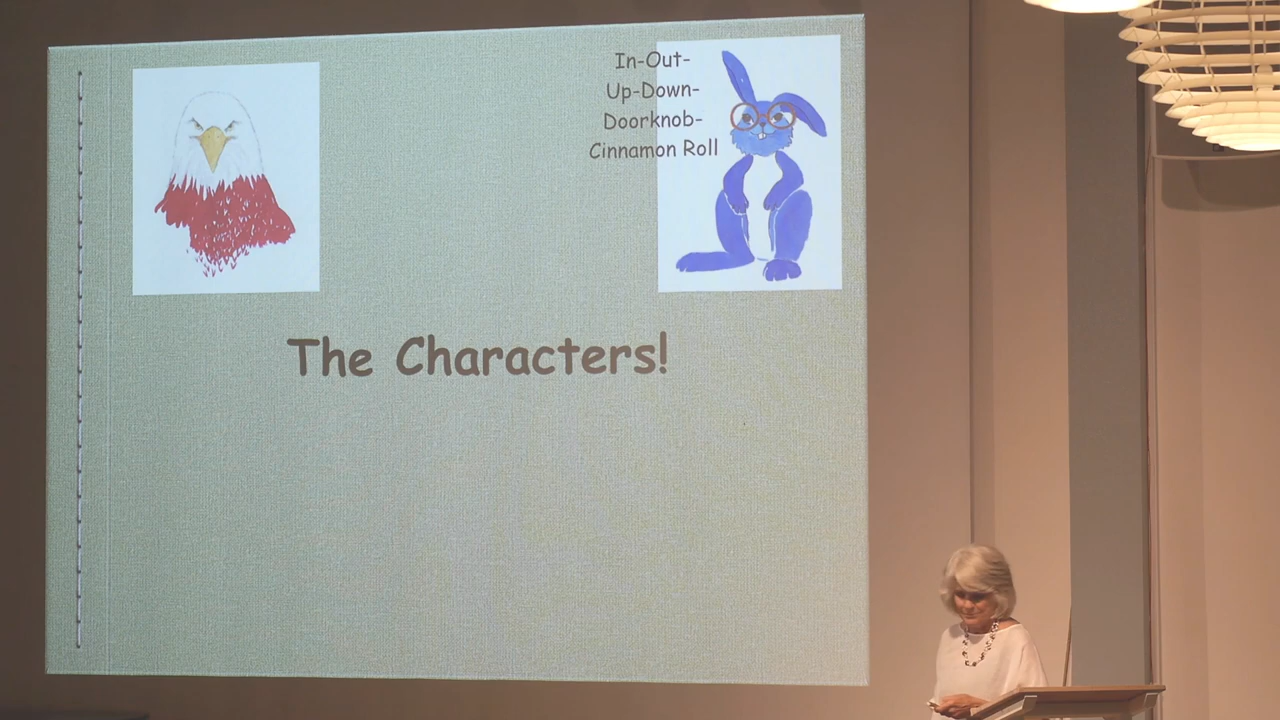 In-Out-
Up-Down-
Doorknob-
Cinnamon Roll
The Characters!